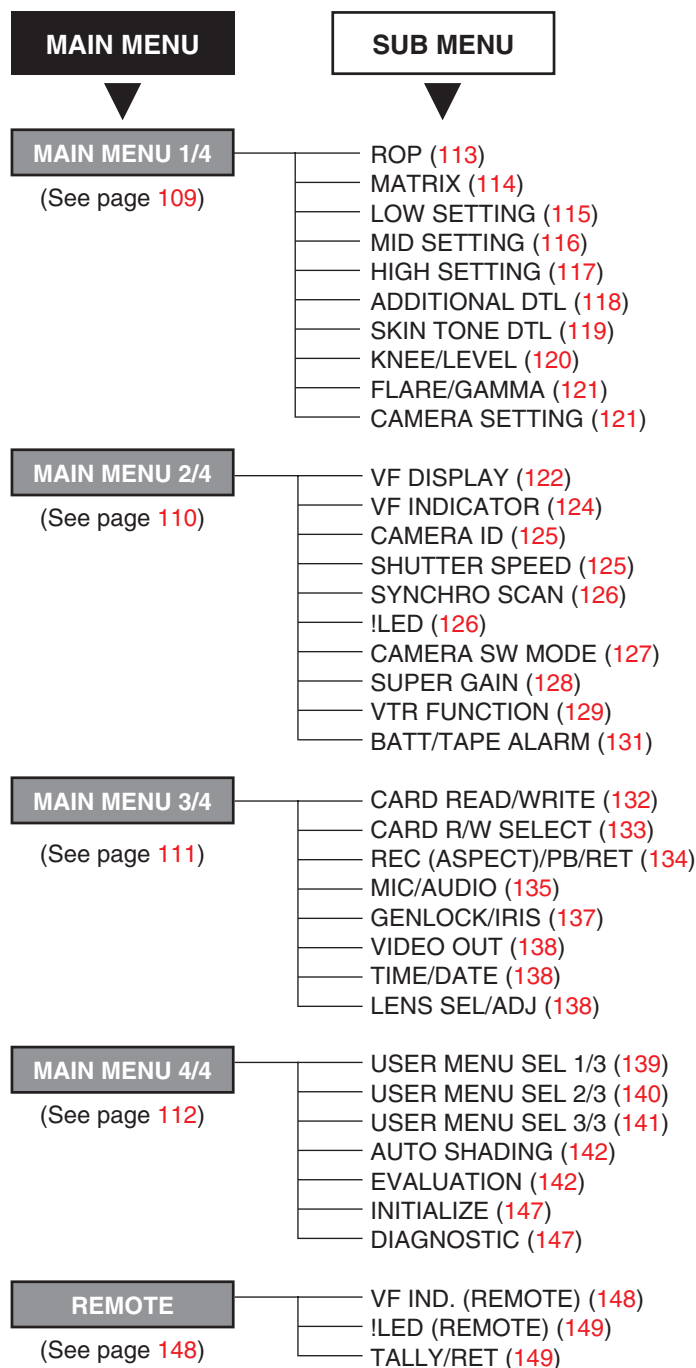 MAIN MENU
SUB MENU
MAIN MENU 1/4
(See page 109)
ROP (113)
MATRIX (114)
LOW SETTING (115)
MID SETTING (116)
HIGH SETTING (117)
ADDITIONAL DTL (118)
SKIN TONE DTL (119)
KNEE/LEVEL (120)
FLARE/GAMMA (121)
CAMERA SETTING (121)
MAIN MENU 2/4
(See page 110)
VF DISPLAY (122)
VF INDICATOR (124)
CAMERA ID (125)
SHUTTER SPEED (125)
SYNCHRO SCAN (126)
!LED (126)
CAMERA SW MODE (127)
SUPER GAIN (128)
VTR FUNCTION (129)
BATT/TAPE ALARM (131)
MAIN MENU 3/4
(See page 111)
CARD READ/WRITE (132)
CARD R/W SELECT (133)
REC (ASPECT)/PB/RET (134)
MIC/AUDIO (135)
GENLOCK/IRIS (137)
VIDEO OUT (138)
TIME/DATE (138)
LENS SEL/ADJ (138)
MAIN MENU 4/4
(See page 112)
USER MENU SEL 1/3 (139)
USER MENU SEL 2/3 (140)
USER MENU SEL 3/3 (141)
AUTO SHADING (142)
EVALUATION (142)
INITIALIZE (147)
DIAGNOSTIC (147)
REMOTE
(See page 148)
VF IND. (REMOTE) (148)
!LED (REMOTE) (149)
TALLY/RET (149)